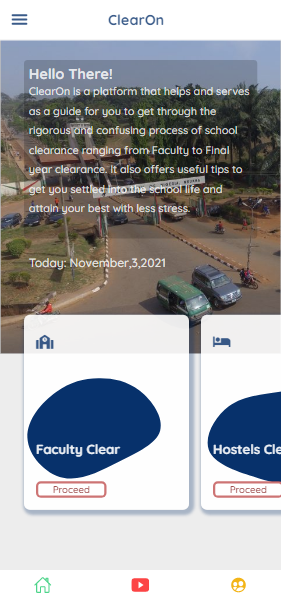 ClearOn
Hello There!
ClearOn is a platform that helps and serves
as a guide for you to get through the
rigorous and confusing process of school
clearance ranging from Faculty to Final
year clearance. It also offers useful tips to
get you settled into the school life and
attain your best with less stress.
Today: November,3,2021
Faculty Clear
Hostels Cle
Proceed
Proceed